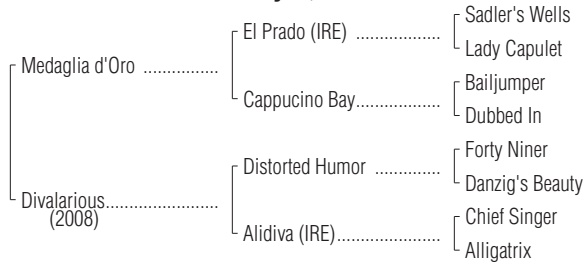 Sadler's Wells
El Prado (IRE) ..................
Lady Capulet
Medaglia d'Oro ................
Bailjumper
Cappucino Bay...................
Dubbed In
Forty Niner
Distorted Humor ..............
Danzig's Beauty
Divalarious.........................
(2008)
Chief Singer
Alidiva (IRE).......................
Alligatrix